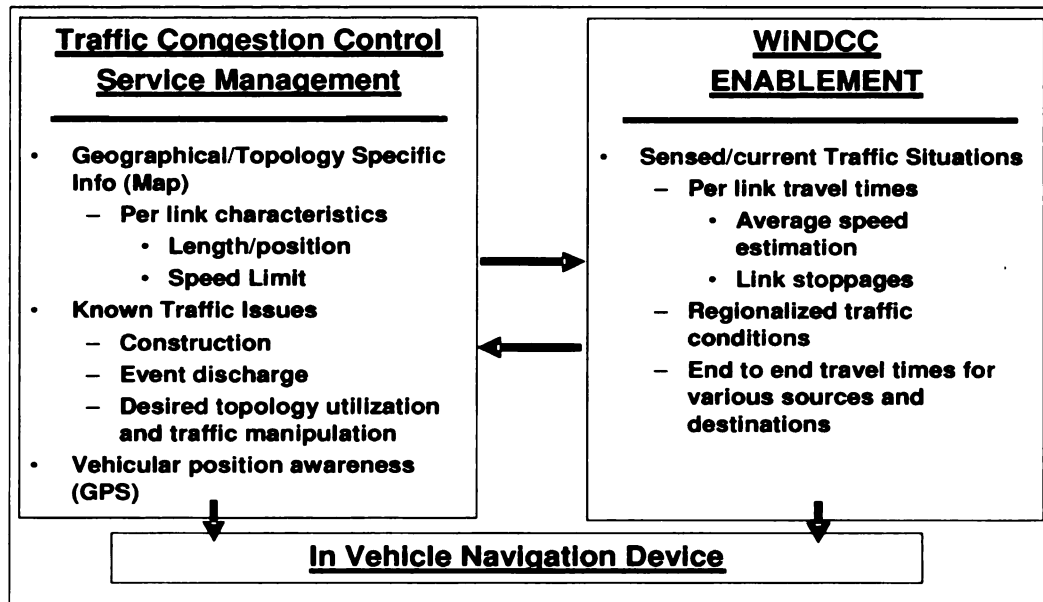 Traffic Congestion Control
Service Management
• Geographical/Topology Specific
Info (Map)
– Per link characteristics
• Length/position
• Speed Limit
• Known Traffic Issues
– Construction
– Event discharge
– Desired topology utilization
and traffic manipulation
• Vehicular position awareness
(GPS)
WiNDCC
ENABLEMENT
• Sensed/current Traffic Situations
– Per link travel times
• Average speed
estimation
• Link stoppages
– Regionalized traffic
conditions
– End to end travel times for
various sources and
destinations
In Vehicle Navigation Device